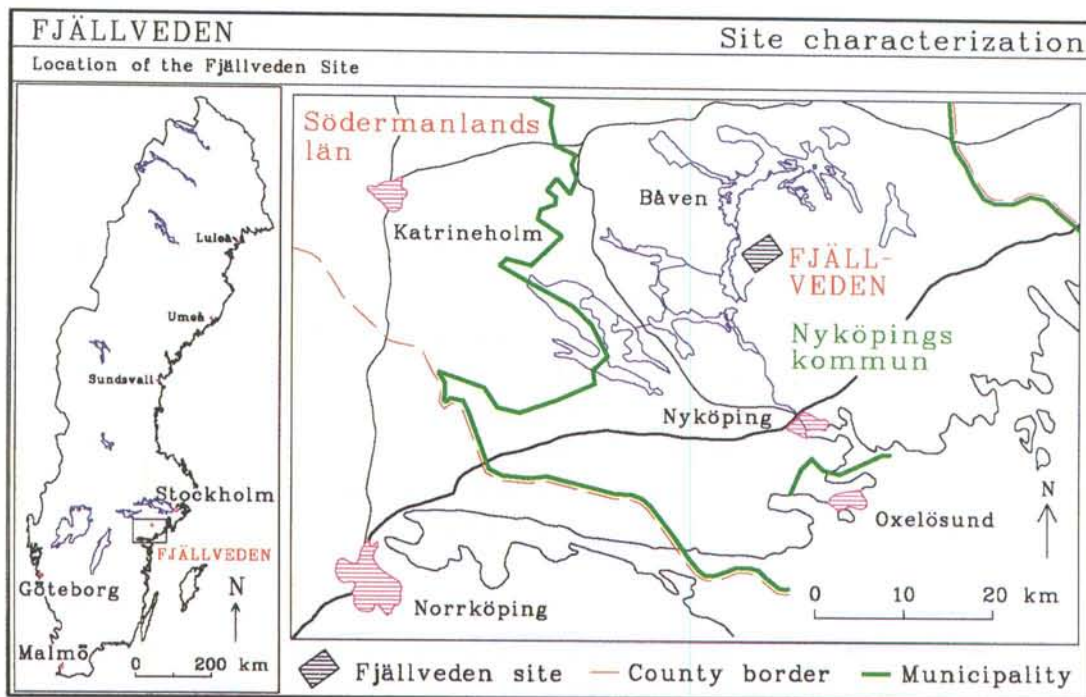 FJÄLLVEDEN
Site characterization
Location of the Fjällveden Site
Luleå
Umeå
Sundsvall
Stockholm
FJÄLLVEDEN
Göteborg
N
Malmö
0 200 km
Södermanlands
län
Katrineholm
Båven
FJÄLL-
VEDEN
Nyköpings
kommun
Nyköping
Oxelösund
N
Norrköping
0 10 20 km
Fjällveden site
County border
Municipality